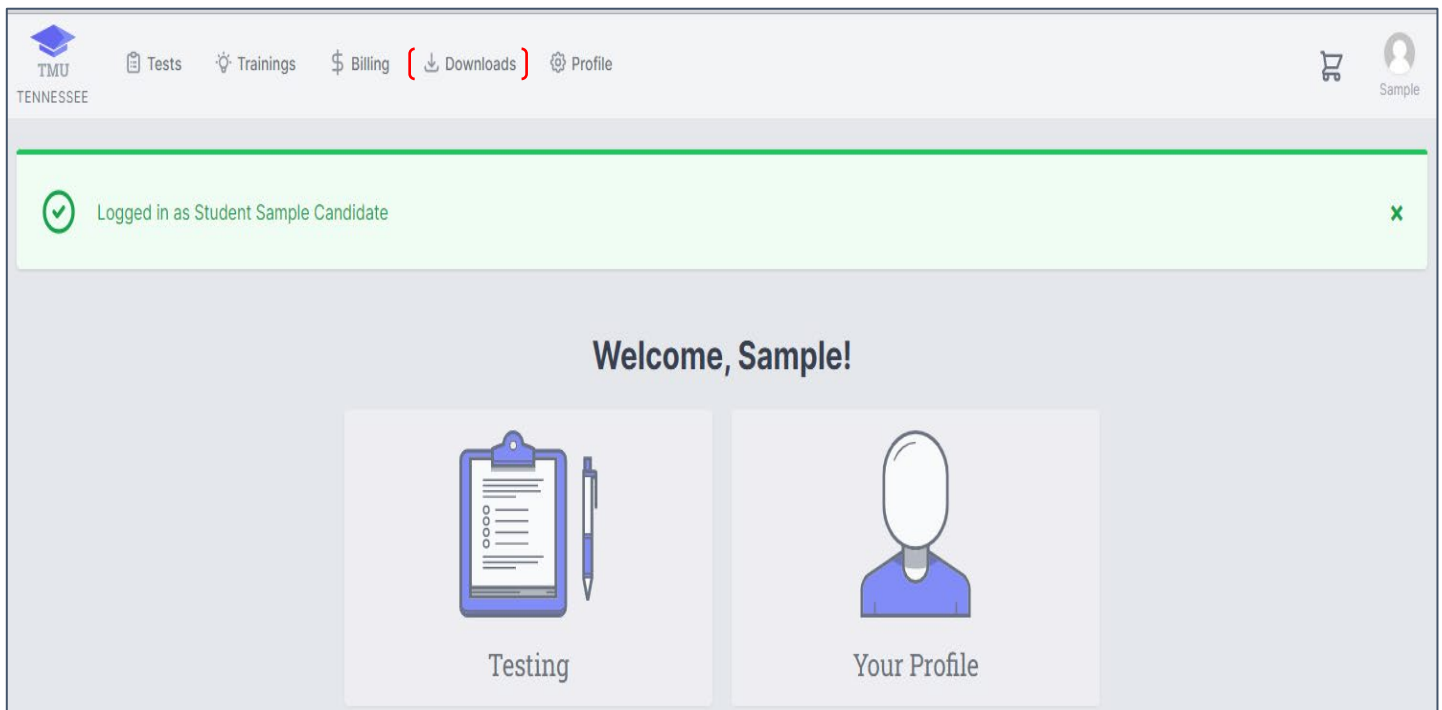 TMU
TENNESSEE
Tests Trainings $ Billing Downloads Profile
Sample
Logged in as Student Sample Candidate
Welcome, Sample!
Testing
Your Profile